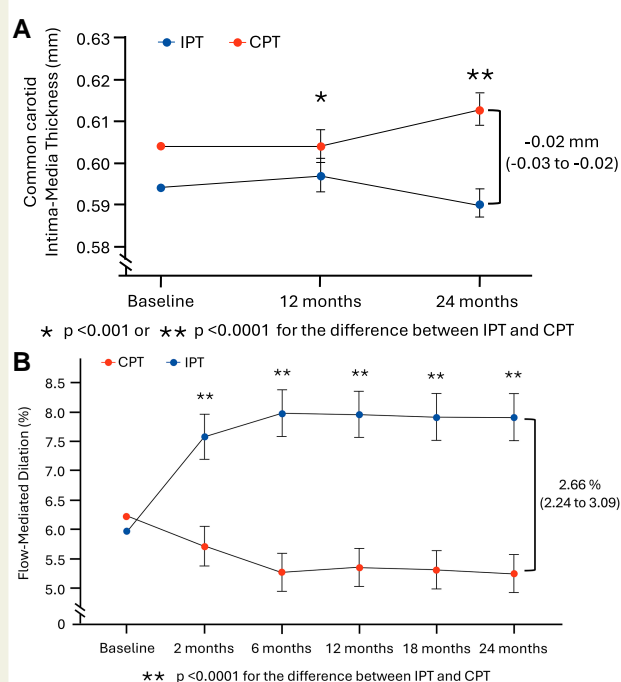 A
IPT CPT
Common carotid
Intima-Media Thickness (mm)
0.63
0.62
0.61
0.60
0.59
0.58
*
**
-0.02 mm
(-0.03 to -0.02)
Baseline 12 months 24 months
* p <0.001 or ** p <0.0001 for the difference between IPT and CPT
B
CPT IPT
Flow-Mediated Dilation (%)
8.5
8.0
7.5
7.0
6.5
6.0
5.5
5.0
0
** ** ** ** **
2.66 %
(2.24 to 3.09)
Baseline 2 months 6 months 12 months 18 months 24 months
** p <0.0001 for the difference between IPT and CPT